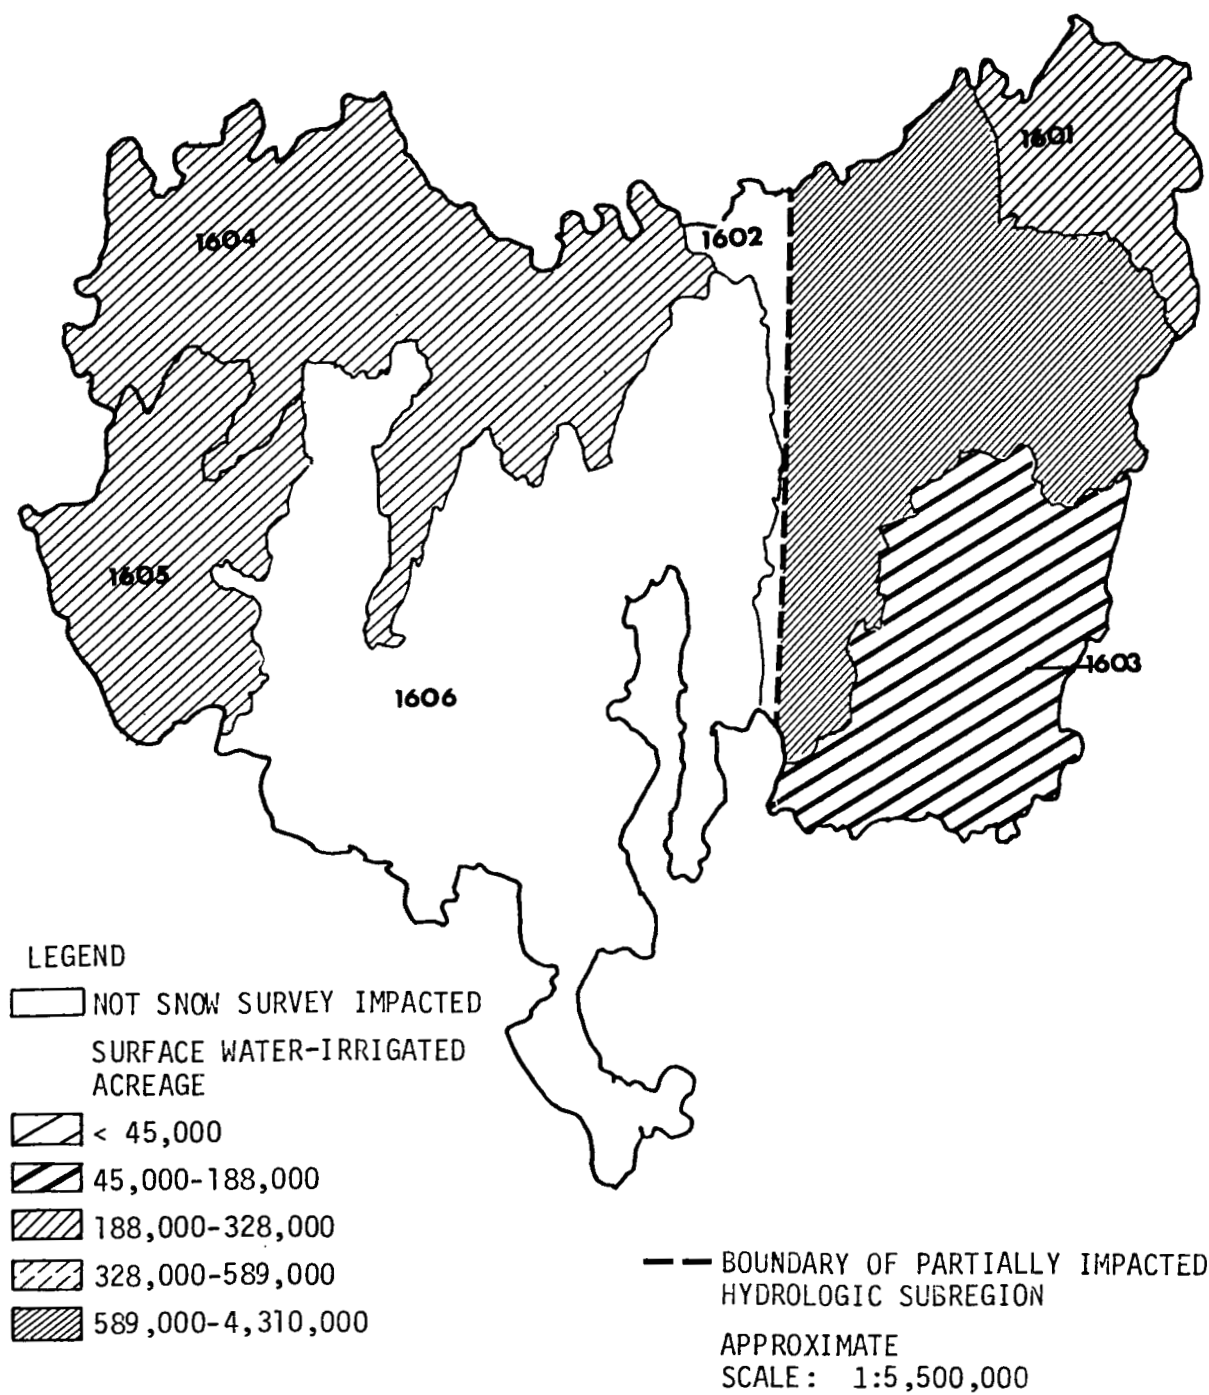 1601
1604
1602
1605
1603
1606
LEGEND
NOT SNOW SURVEY IMPACTED
SURFACE WATER-IRRIGATED
ACREAGE
< 45,000
45,000-188,000
188,000-328,000
328,000-589,000
589,000-4,310,000
BOUNDARY OF PARTIALLY IMPACTED
HYDROLOGIC SUBREGION
APPROXIMATE
SCALE: 1:5,500,000